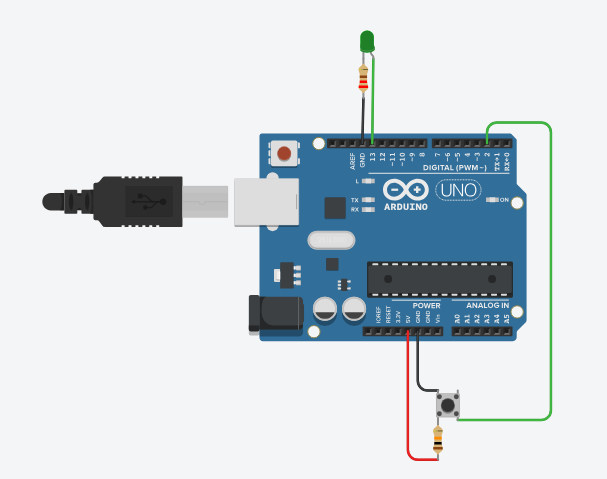 AREF
GND
13
12
~11
~10
~9
8
7
~6
~5
4
~3
2
TX→1
RX←0
DIGITAL (PWM~)
L
TX
RX
UNO
ON
ARDUINO
POWER
ANALOG IN
IOREF
RESET
3.3V
5V
GND
GND
Vin
A0
A1
A2
A3
A4
A5